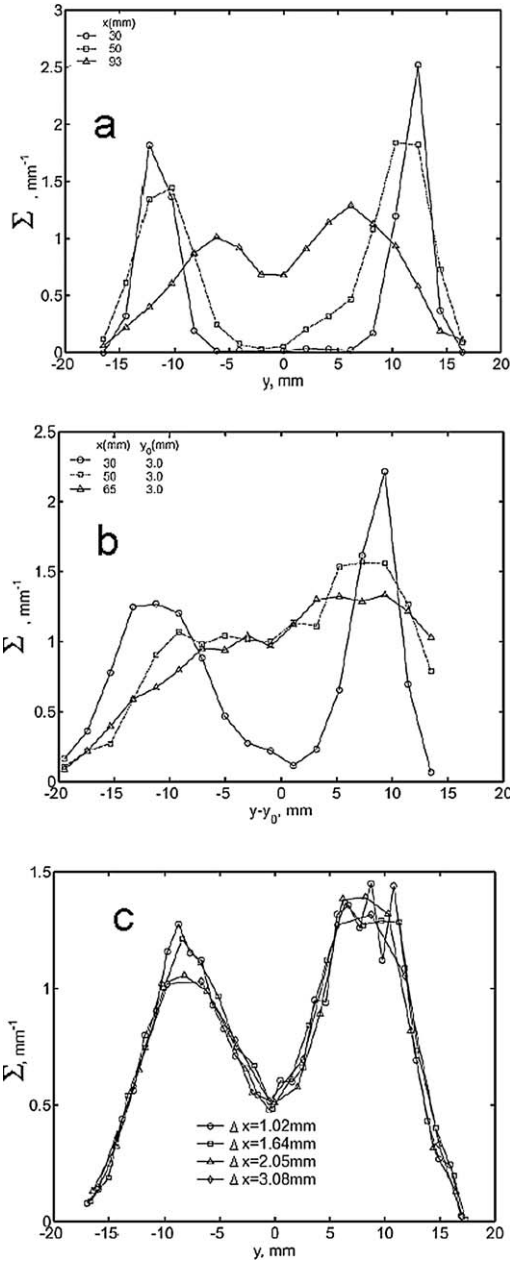 x(mm)
30
50
93
a
3
2.5
2
1.5
1
0.5
0
Σ , mm⁻¹
-20 -15 -10 -5 0 5 10 15 20
y, mm
x(mm) y₀(mm)
30 3.0
50 3.0
65 3.0
b
2.5
2
1.5
1
0.5
0
Σ , mm⁻¹
-20 -15 -10 -5 0 5 10 15 20
y-y₀, mm
c
1.5
1
0.5
0
Σ, mm⁻¹
Δ x=1.02mm
Δ x=1.64mm
Δ x=2.05mm
Δ x=3.08mm
-20 -15 -10 -5 0 5 10 15 20
y, mm